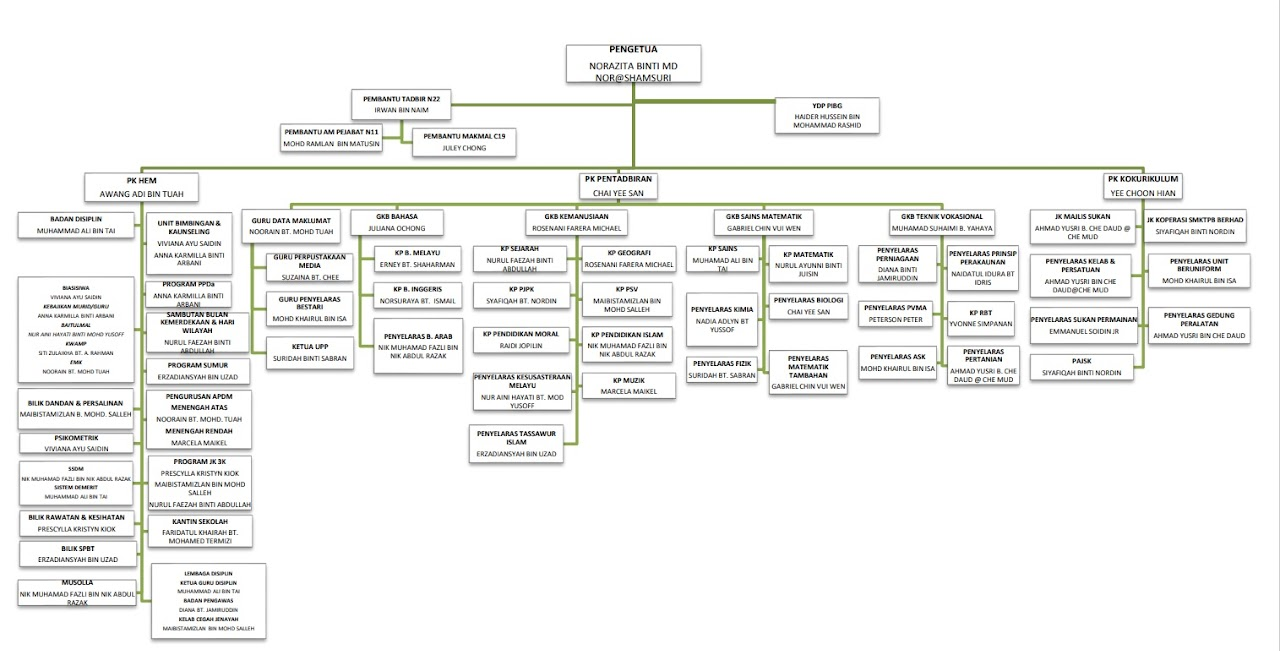 PENGETUA
NORAZITA BINTI MD
NOR@SHAMSURI
PEMBANTU TADBIR N22
IRWAN BIN NAIM
YDP PIBG
HAIDER HUSSEIN BIN
MOHAMMAD RASHID
PEMBANTU AM PEJABAT N11
MOHD RAMLAN BIN MATUSIN
PEMBANTU MAKMAL C19
JULEY CHONG
PK HEM
AWANG ADI BIN TUAH
PK PENTADBIRAN
CHAI YEE SAN
PK KOKURIKULUM
YEE CHOON HIAN
BADAN DISIPLIN
MUHAMMAD ALI BIN TAI
BIASISWA
VIVIANA AYU SAIDIN
KEBAJIKAN MURID/GURU
ANNA KARMILLA BINTI ARBANI
BAITULMAL
NUR AINI HAYATI BINTI MOHD YUSOFF
KWAMP
SITI ZULAIKHA BT. A. RAHMAN
EMK
NOORAIN BT. MOHD TUAH
BILIK DANDAN & PERSALINAN
MAIBISTAMIZLAN B. MOHD. SALLEH
PSIKOMETRIK
VIVIANA AYU SAIDIN
SSDM
NIK MUHAMAD FAZLI BIN NIK ABDUL RAZAK
SISTEM DEMERIT
MUHAMMAD ALI BIN TAI
BILIK RAWATAN & KESIHATAN
PRESCYLLA KRISTYN KIOK
BILIK SPBT
ERZADIANSYAH BIN UZAD
MUSOLLA
NIK MUHAMAD FAZLI BIN NIK ABDUL
RAZAK
UNIT BIMBINGAN &
KAUNSELING
VIVIANA AYU SAIDIN
ANNA KARMILLA BINTI
ARBANI
PROGRAM PPDa
ANNA KARMILLA BINTI
ARBANI
SAMBUTAN BULAN
KEMERDEKAAN & HARI
WILAYAH
NURUL FAEZAH BINTI
ABDULLAH
PROGRAM SUMUR
ERZADIANSYAH BIN UZAD
PENGURUSAN APDM
MENENGAH ATAS
NOORAIN BT. MOHD. TUAH
MENENGAH RENDAH
MARCELA MAIKEL
PROGRAM JK 3K
PRESCYLLA KRISTYN KIOK
MAIBISTAMIZLAN BIN MOHD
SALLEH
NURUL FAEZAH BINTI ABDULLAH
KANTIN SEKOLAH
FARIDATUL KHAIRAH BT.
MOHAMED TERMIZI
LEMBAGA DISIPLIN
KETUA GURU DISIPLIN
MUHAMMAD ALI BIN TAI
BADAN PENGAWAS
DIANA BT. JAMIRUDDIN
KELAB CEGAH JENAYAH
MAIBISTAMIZLAN BIN MOHD SALLEH
GURU DATA MAKLUMAT
NOORAIN BT. MOHD TUAH
GURU PERPUSTAKAAN
MEDIA
SUZAINA BT. CHEE
GURU PENYELARAS
BESTARI
MOHD KHAIRUL BIN ISA
KETUA UPP
SURIDAH BINTI SABRAN
GKB BAHASA
JULIANA OCHONG
KP B. MELAYU
ERNEY BT. SHAHARMAN
KP B. INGGERIS
NORSURAYA BT. ISMAIL
PENYELARAS B. ARAB
NIK MUHAMAD FAZLI BIN
NIK ABDUL RAZAK
GKB KEMANUSIAAN
ROSENANI FARERA MICHAEL
KP SEJARAH
NURUL FAEZAH BINTI
ABDULLAH
KP PJPK
SYAFIQAH BT. NORDIN
KP PENDIDIKAN MORAL
RAIDI JOPILIN
PENYELARAS KESUSASTERAAN
MELAYU
NUR AINI HAYATI BT. MOD
YUSOFF
PENYELARAS TASSAWUR
ISLAM
ERZADIANSYAH BIN UZAD
KP GEOGRAFI
ROSENANI FARERA MICHAEL
KP PSV
MAIBISTAMIZLAN BIN
MOHD SALLEH
KP PENDIDIKAN ISLAM
NIK MUHAMAD FAZLI BIN
NIK ABDUL RAZAK
KP MUZIK
MARCELA MAIKEL
GKB SAINS MATEMATIK
GABRIEL CHIN VUI WEN
KP SAINS
MUHAMAD ALI BIN
TAI
PENYELARAS KIMIA
NADIA ADLYN BT
YUSSOF
PENYELARAS FIZIK
SURIDAH BT. SABRAN
KP MATEMATIK
NURUL AYUNNI BINTI
JUISIN
PENYELARAS BIOLOGI
CHAI YEE SAN
PENYELARAS
MATEMATIK
TAMBAHAN
GABRIEL CHIN VUI WEN
GKB TEKNIK VOKASIONAL
MUHAMAD SUHAIMI B. YAHAYA
PENYELARAS
PERNIAGAAN
DIANA BINTI
JAMIRUDDIN
PENYELARAS PVMA
PETERSON PETER
PENYELARAS ASK
MOHD KHAIRUL BIN ISA
PENYELARAS PRINSIP
PERAKAUNAN
NAIDATUL IDURA BT
IDRIS
KP RBT
YVONNE SIMPANAN
PENYELARAS
PERTANIAN
AHMAD YUSRI B. CHE
DAUD @ CHE MUD
JK MAJLIS SUKAN
AHMAD YUSRI B. CHE DAUD @
CHE MUD
PENYELARAS KELAB &
PERSATUAN
AHMAD YUSRI BIN CHE
DAUD@CHE MUD
PENYELARAS SUKAN PERMAINAN
EMMANUEL SOIDIN JR
PAJSK
SIYAFIQAH BINTI NORDIN
JK KOPERASI SMKTPB BERHAD
SIYAFIQAH BINTI NORDIN
PENYELARAS UNIT
BERUNIFORM
MOHD KHAIRUL BIN ISA
PENYELARAS GEDUNG
PERALATAN
AHMAD YUSRI BIN CHE DAUD